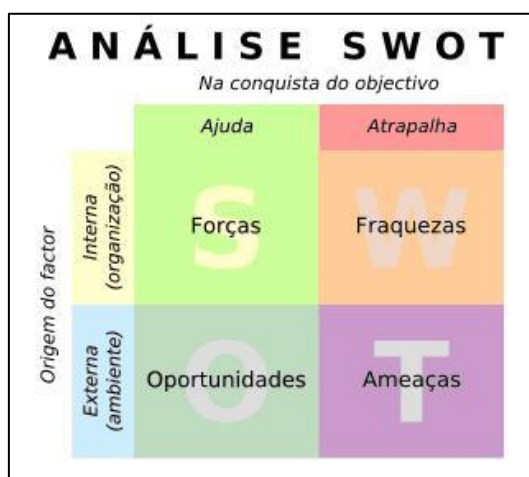 ANÁLISE SWOT
Na conquista do objectivo
Ajuda
Atrapalha
Origem do factor
Interna
(organização)
S
Forças
W
Fraquezas
Externa
(ambiente)
O
Oportunidades
T
Ameaças